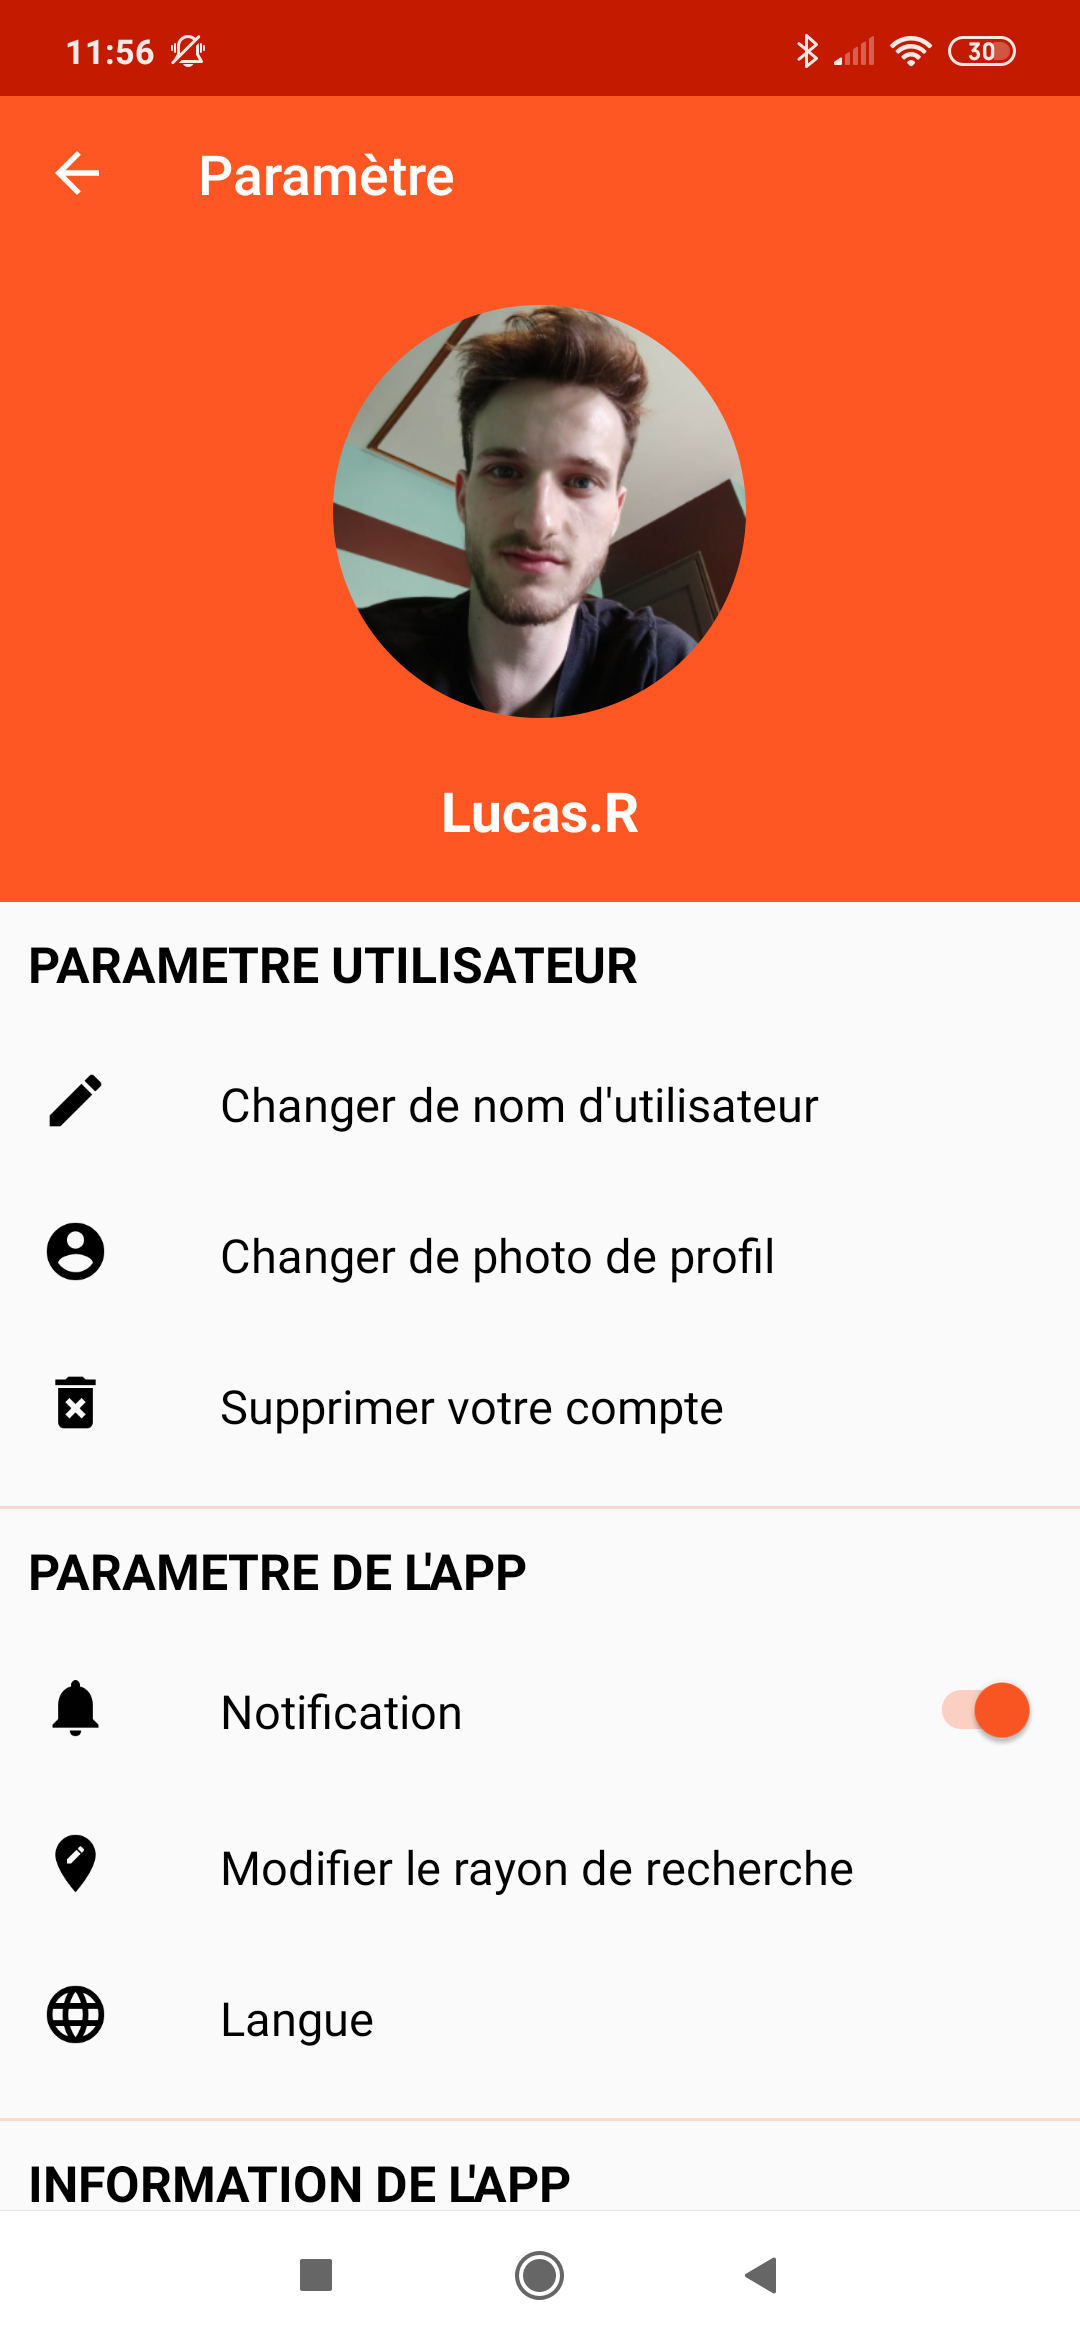 11:56
30
Paramètre
Lucas.R
PARAMETRE UTILISATEUR
Changer de nom d'utilisateur
Changer de photo de profil
Supprimer votre compte
PARAMETRE DE L'APP
Notification
Modifier le rayon de recherche
Langue
INFORMATION DE L'APP